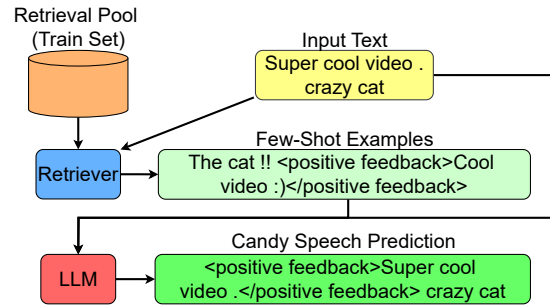 Retrieval Pool
(Train Set)
Input Text
Super cool video .
crazy cat
Few-Shot Examples
Retriever
The cat !! <positive feedback>Cool
video :)</positive feedback>
Candy Speech Prediction
LLM
<positive feedback>Super cool
video .</positive feedback> crazy cat